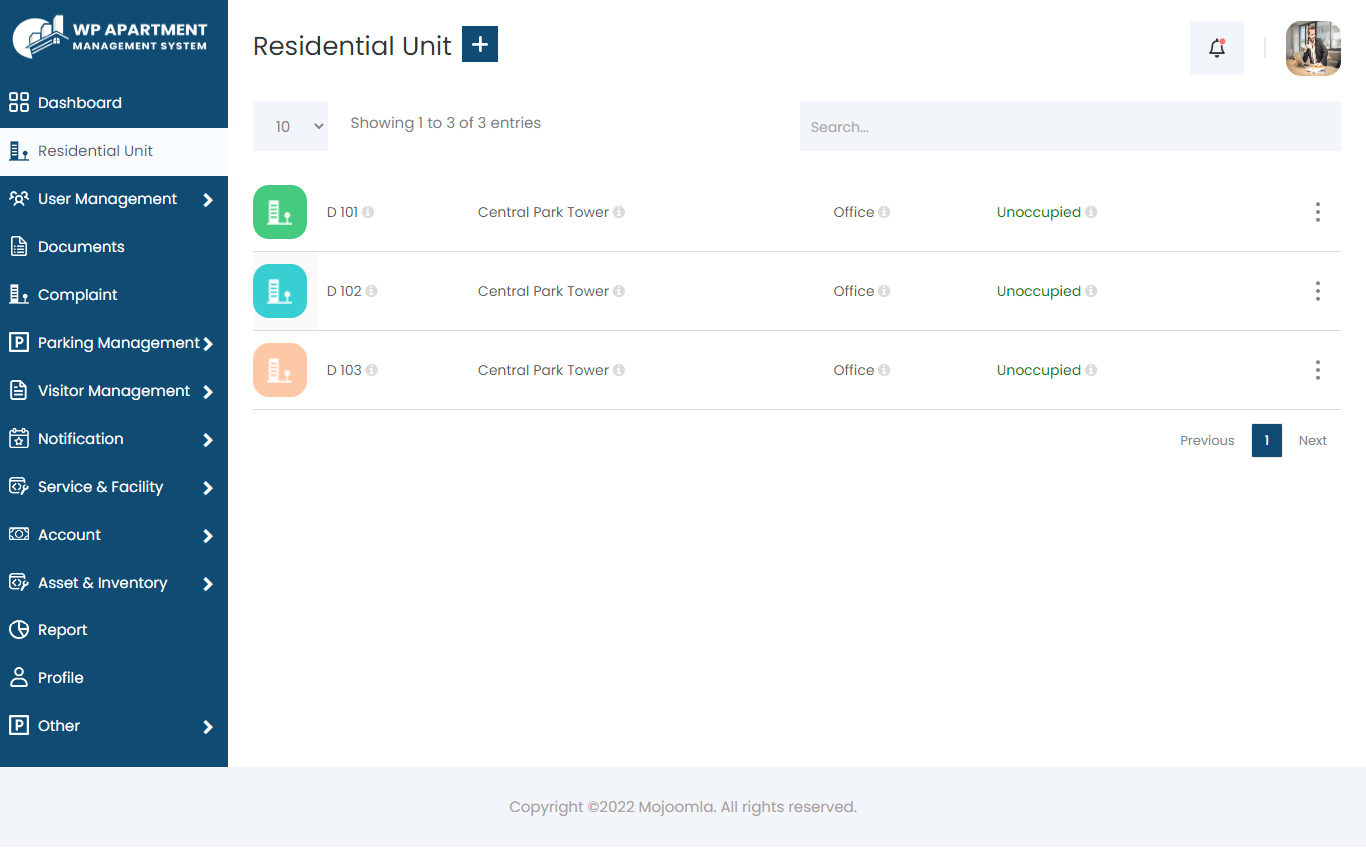 WP APARTMENT
MANAGEMENT SYSTEM
Dashboard
Residential Unit
User Management
Documents
Complaint
P Parking Management
Visitor Management
Notification
Service & Facility
Account
Asset & Inventory
Report
Profile
P Other
Residential Unit +
10 Showing 1 to 3 of 3 entries Search...
D 101 Central Park Tower Office Unoccupied
D 102 Central Park Tower Office Unoccupied
D 103 Central Park Tower Office Unoccupied
Previous 1 Next
Copyright ©2022 Mojoomla. All rights reserved.